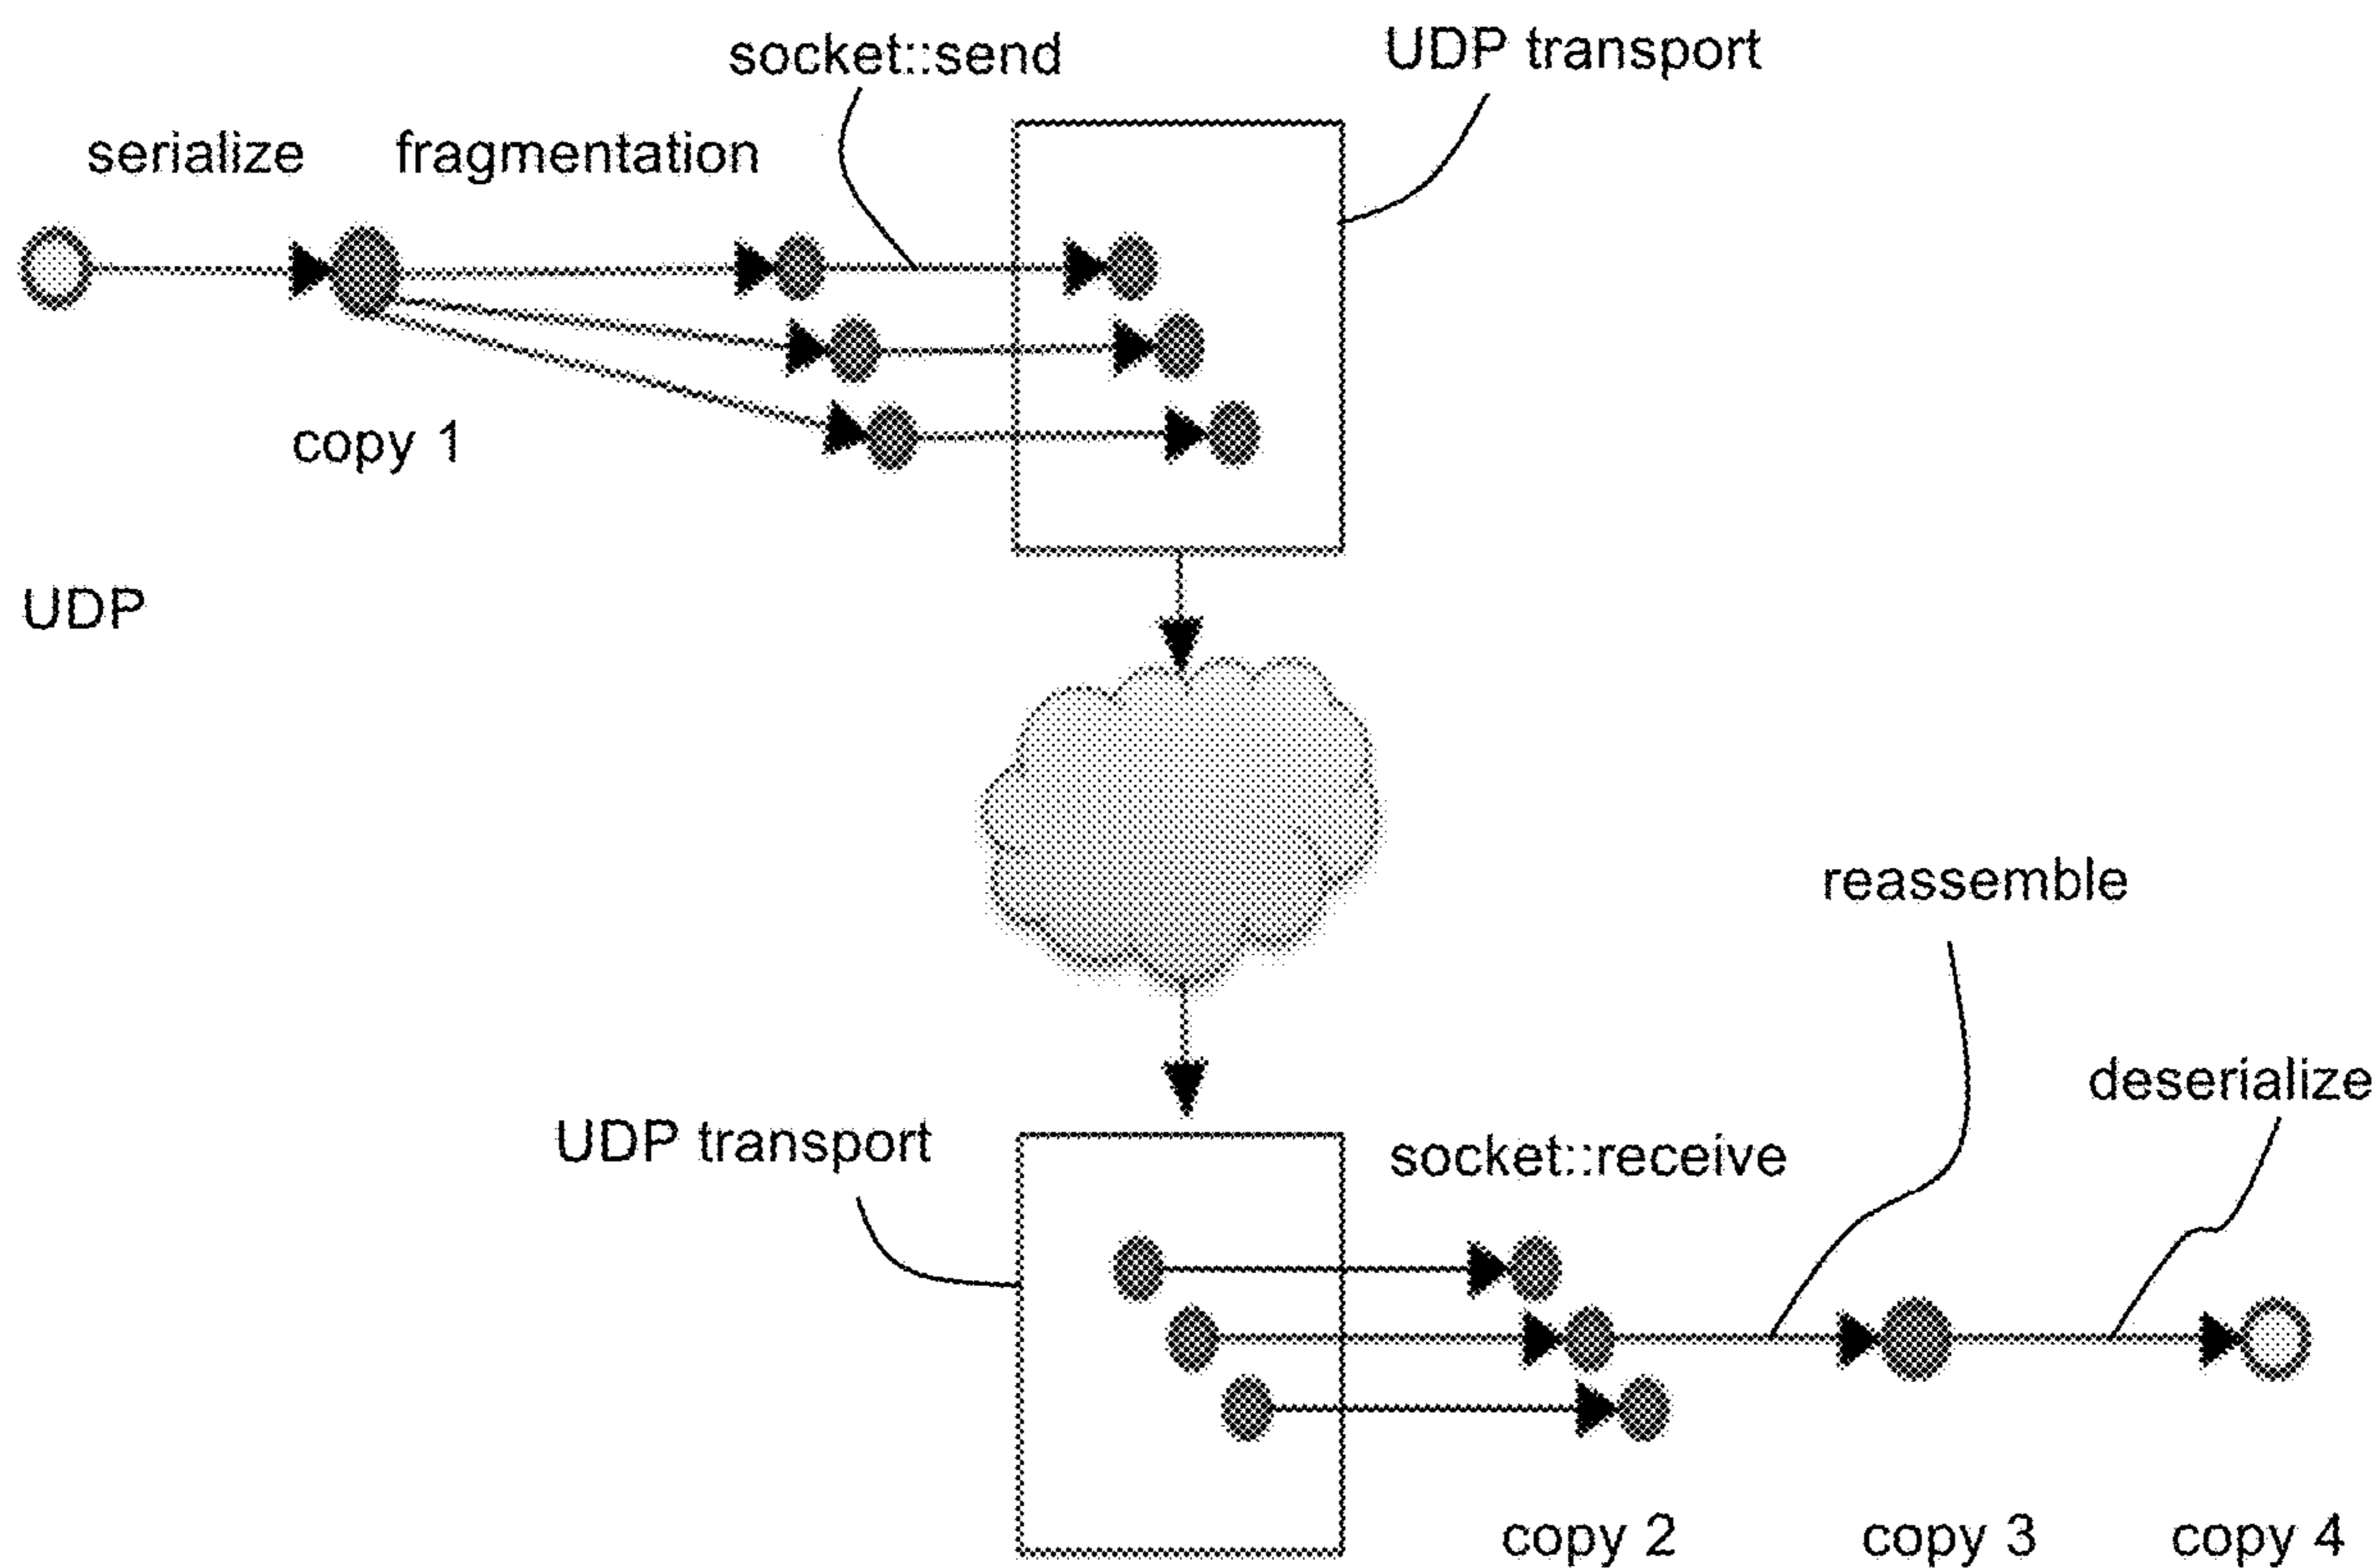 socket::send
UDP transport
serialize
fragmentation
copy 1
UDP
reassemble
deserialize
UDP transport
socket::receive
copy 2
copy 3
copy 4